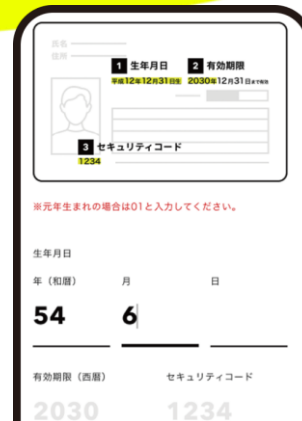 氏名
住所
1 生年月日 2 有効期限
平成12年12月31日生 2030年12月31日まで有効
3 セキュリティコード
1234
※元年生まれの場合は01と入力してください。
生年月日
年（和暦） 月 日
54 6
有効期限（西暦） セキュリティコード
2030 1234